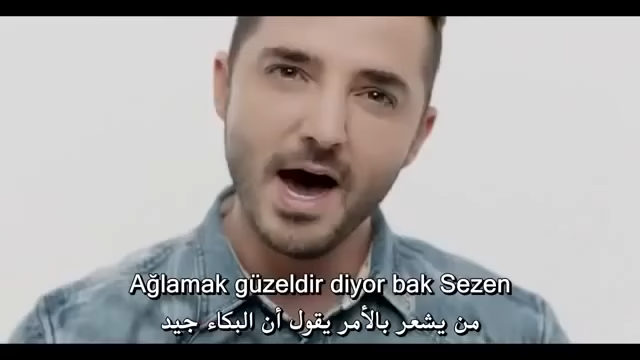 Ağlamak güzeldir diyor bak Sezen
من يشعر بالأمر يقول أن البكاء جيد